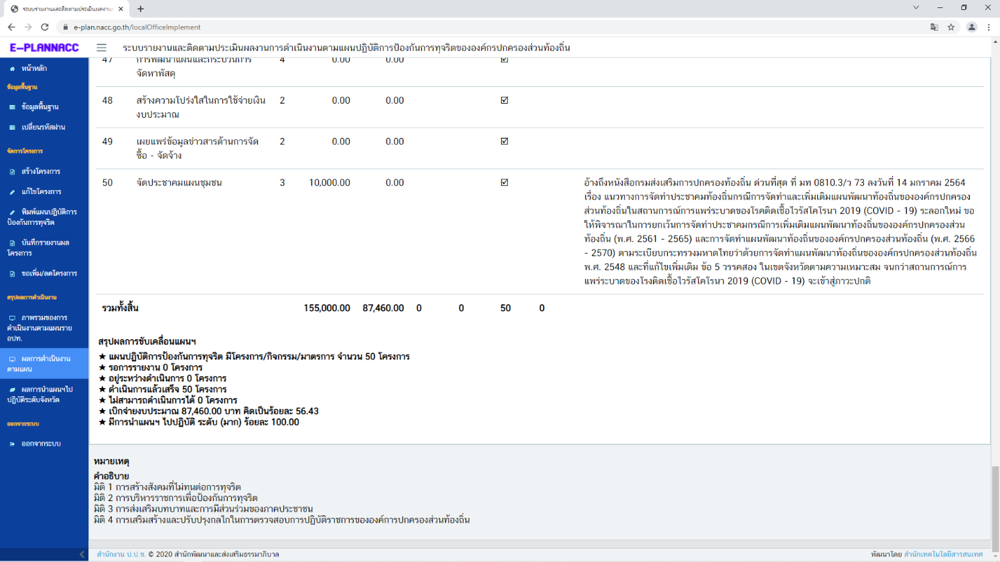 ระบบรายงานและติดตามประเมินผลงาน
e-plan.nacc.go.th/localOfficeImplement
E-PLANNACC
ระบบรายงานและติดตามประเมินผลงานการดำเนินงานตามแผนปฏิบัติการป้องกันการทุจริตขององค์กรปกครองส่วนท้องถิ่น
หน้าหลัก
ข้อมูลพื้นฐาน
ข้อมูลพื้นฐาน
เปลี่ยนรหัสผ่าน
จัดการโครงการ
สร้างโครงการ
แก้ไขโครงการ
พิมพ์แผนปฏิบัติการ
ป้องกันการทุจริต
บันทึกรายงานผล
โครงการ
ขอเพิ่ม/ลดโครงการ
สรุปผลการดำเนินงาน
ภาพรวมของการ
ดำเนินงานตามแผนราย
อปท.
ผลการดำเนินงาน
ตามแผน
ผลการนำแผนฯไป
ปฏิบัติระดับจังหวัด
ออกจากระบบ
ออกจากระบบ
47 การพัฒนาแผนและกระบวนการ 4 0.00 0.00
จัดหาพัสดุ
48 สร้างความโปร่งใสในการใช้จ่ายเงิน 2 0.00 0.00
งบประมาณ
49 เผยแพร่ข้อมูลข่าวสารด้านการจัด 2 0.00 0.00
ซื้อ - จัดจ้าง
50 จัดประชาคมแผนชุมชน 3 10,000.00 0.00
อ้างถึงหนังสือกรมส่งเสริมการปกครองท้องถิ่น ด่วนที่สุด ที่ มท 0810.3/ว 73 ลงวันที่ 14 มกราคม 2564
เรื่อง แนวทางการจัดทำประชาคมท้องถิ่นกรณีการจัดทำและเพิ่มเติมแผนพัฒนาท้องถิ่นขององค์กรปกครอง
ส่วนท้องถิ่นในสถานการณ์การแพร่ระบาดของโรคติดเชื้อไวรัสโคโรนา 2019 (COVID - 19) ระลอกใหม่ ขอ
ให้พิจารณาในการยกเว้นการจัดทำประชาคมกรณีการเพิ่มเติมแผนพัฒนาท้องถิ่นขององค์กรปกครองส่วน
ท้องถิ่น (พ.ศ. 2561 - 2565) และการจัดทำแผนพัฒนาท้องถิ่นขององค์กรปกครองส่วนท้องถิ่น (พ.ศ. 2566
- 2570) ตามระเบียบกระทรวงมหาดไทยว่าด้วยการจัดทำแผนพัฒนาท้องถิ่นขององค์กรปกครองส่วนท้องถิ่น
พ.ศ. 2548 และที่แก้ไขเพิ่มเติม ข้อ 5 วรรคสอง ในเขตจังหวัดตามความเหมาะสม จนกว่าสถานการณ์การ
แพร่ระบาดของโรงติดเชื้อไวรัสโคโรนา 2019 (COVID - 19) จะเข้าสู่ภาวะปกติ
รวมทั้งสิ้น 155,000.00 87,460.00 0 0 50 0
สรุปผลการขับเคลื่อนแผนฯ
★ แผนปฏิบัติการป้องกันการทุจริต มีโครงการ/กิจกรรม/มาตรการ จำนวน 50 โครงการ
★ รอการรายงาน 0 โครงการ
★ อยู่ระหว่างดำเนินการ 0 โครงการ
★ ดำเนินการแล้วเสร็จ 50 โครงการ
★ ไม่สามารถดำเนินการได้ 0 โครงการ
★ เบิกจ่ายงบประมาณ 87,460.00 บาท คิดเป็นร้อยละ 56.43
★ มีการนำแผนฯ ไปปฏิบัติ ระดับ (มาก) ร้อยละ 100.00
หมายเหตุ
คำอธิบาย
มิติ 1 การสร้างสังคมที่ไม่ทนต่อการทุจริต
มิติ 2 การบริหารราชการเพื่อป้องกันการทุจริต
มิติ 3 การส่งเสริมบทบาทและการมีส่วนร่วมของภาคประชาชน
มิติ 4 การเสริมสร้างและปรับปรุงกลไกในการตรวจสอบการปฏิบัติราชการขององค์การปกครองส่วนท้องถิ่น
สำนักงาน ป.ป.ช. © 2020 สำนักพัฒนาและส่งเสริมธรรมาภิบาล
พัฒนาโดย สำนักเทคโนโลยีสารสนเทศ